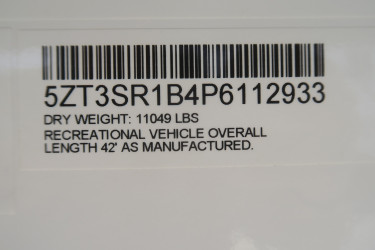 5ZT3SR1B4P6112933
DRY WEIGHT: 11049 LBS
RECREATIONAL VEHICLE OVERALL
LENGTH 42' AS MANUFACTURED.